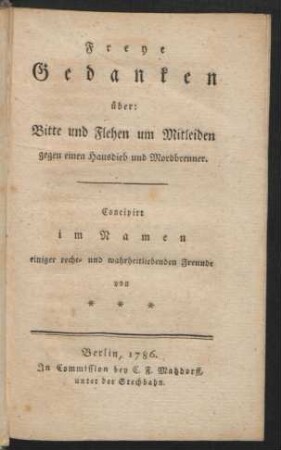 Freye
Gedanken
über:
Bitte und Flehen um Mitleiden
gegen einen Hausdieb und Mordbrenner.
Concipirt
im Namen
einiger recht- und wahrheitliebenden Freunde
von
* * *
Berlin, 1786.
In Commission bey C. F. Matzdorff,
unter der Stechbahn.